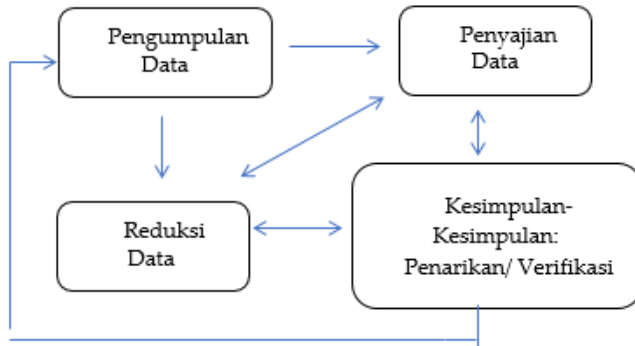 Pengumpulan
Data
Penyajian
Data
Reduksi
Data
Kesimpulan-
Kesimpulan:
Penarikan/ Verifikasi